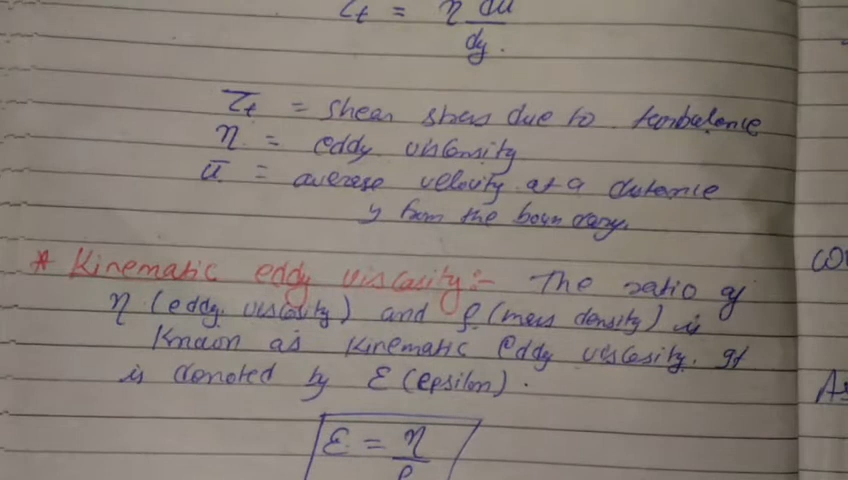 τt = η du
dy.
τ̅t = shear stress due to turbulence
η = eddy viscosity
ū = average velocity at a distance
y from the boundary.
* Kinematic eddy viscosity:- The ratio of
η (eddy viscosity) and ρ (mass density) is
Known as kinematic eddy viscosity. It
is denoted by ε (epsilon).
ε = η
ρ